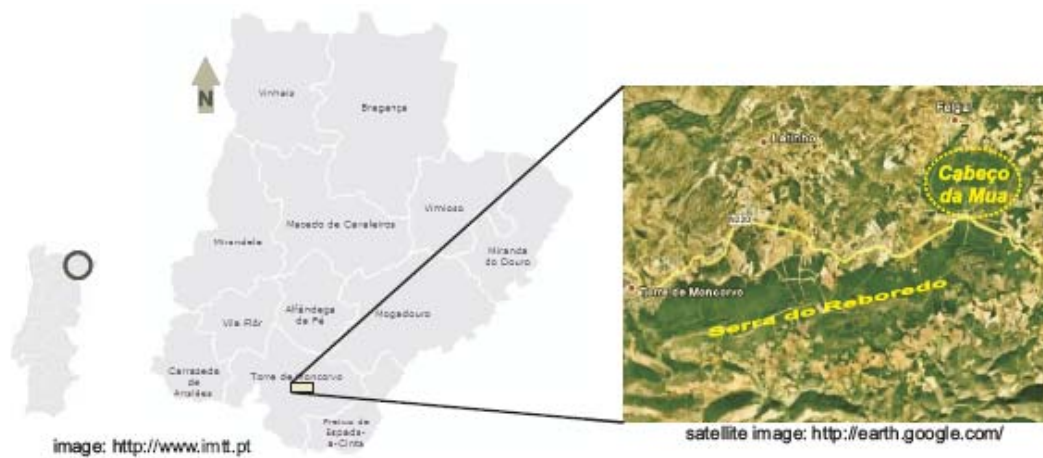 N
Vinhais
Bragança
Macedo de Cavaleiros
Vimioso
Mirandela
Miranda
do Douro
Alfândega
da Fé
Mogadouro
Vila Flôr
Carrazeda
de
Ansiães
Torre de Moncorvo
Freixo de
Espada-
a-Cinta
image: http://www.imtt.pt
Larinho
Cabeço
da Mua
Torre de Moncorvo
Serra do Reboredo
satellite image: http://earth.google.com/